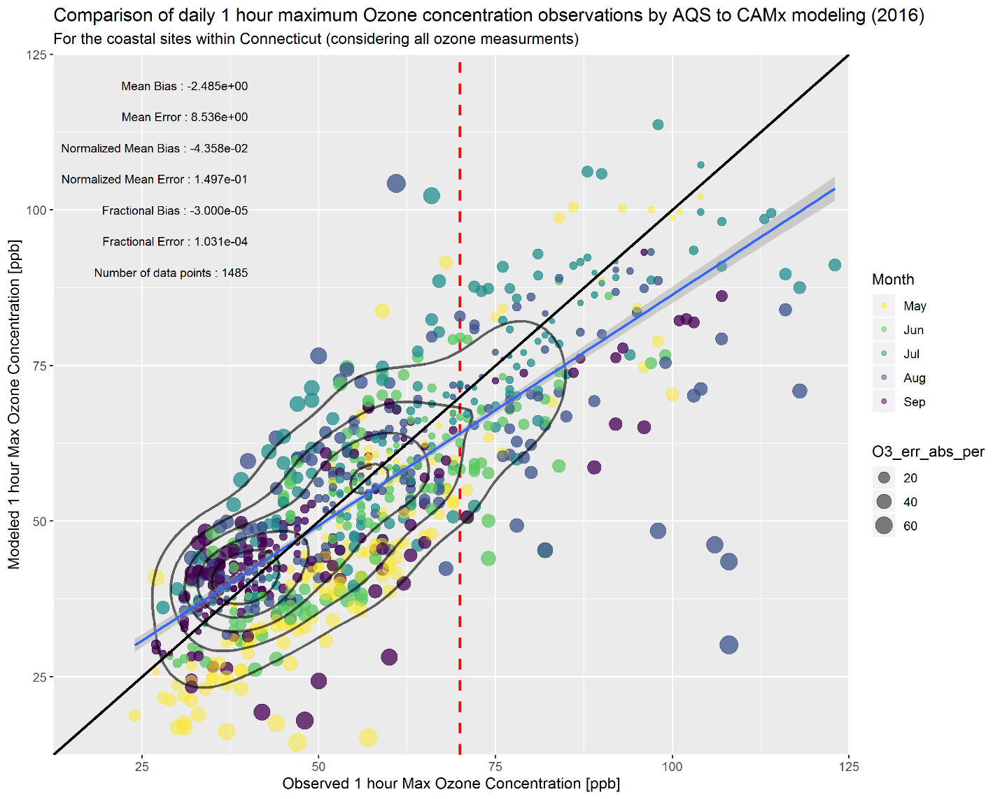 Comparison of daily 1 hour maximum Ozone concentration observations by AQS to CAMx modeling (2016)
For the coastal sites within Connecticut (considering all ozone measurments)
Mean Bias : -2.485e+00
Mean Error : 8.536e+00
Normalized Mean Bias : -4.358e-02
Normalized Mean Error : 1.497e-01
Fractional Bias : -3.000e-05
Fractional Error : 1.031e-04
Number of data points : 1485
Modeled 1 hour Max Ozone Concentration [ppb]
125
100
75
50
25
25
50
75
100
125
Observed 1 hour Max Ozone Concentration [ppb]
Month
May
Jun
Jul
Aug
Sep
O3_err_abs_per
20
40
60